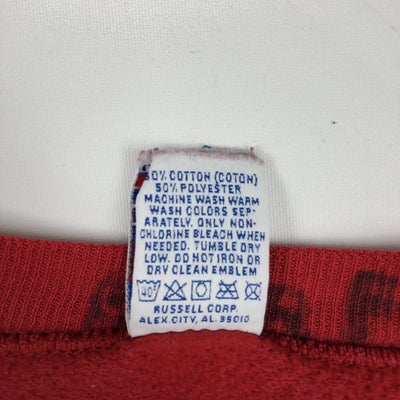 50% COTTON (COTON)
50% POLYESTER
MACHINE WASH WARM
WASH COLORS SEP-
ARATELY. ONLY NON-
CHLORINE BLEACH WHEN
NEEDED. TUMBLE DRY
LOW. DO NOT IRON OR
DRY CLEAN EMBLEM
40°
RUSSELL CORP.
ALEX.CITY, AL. 35010